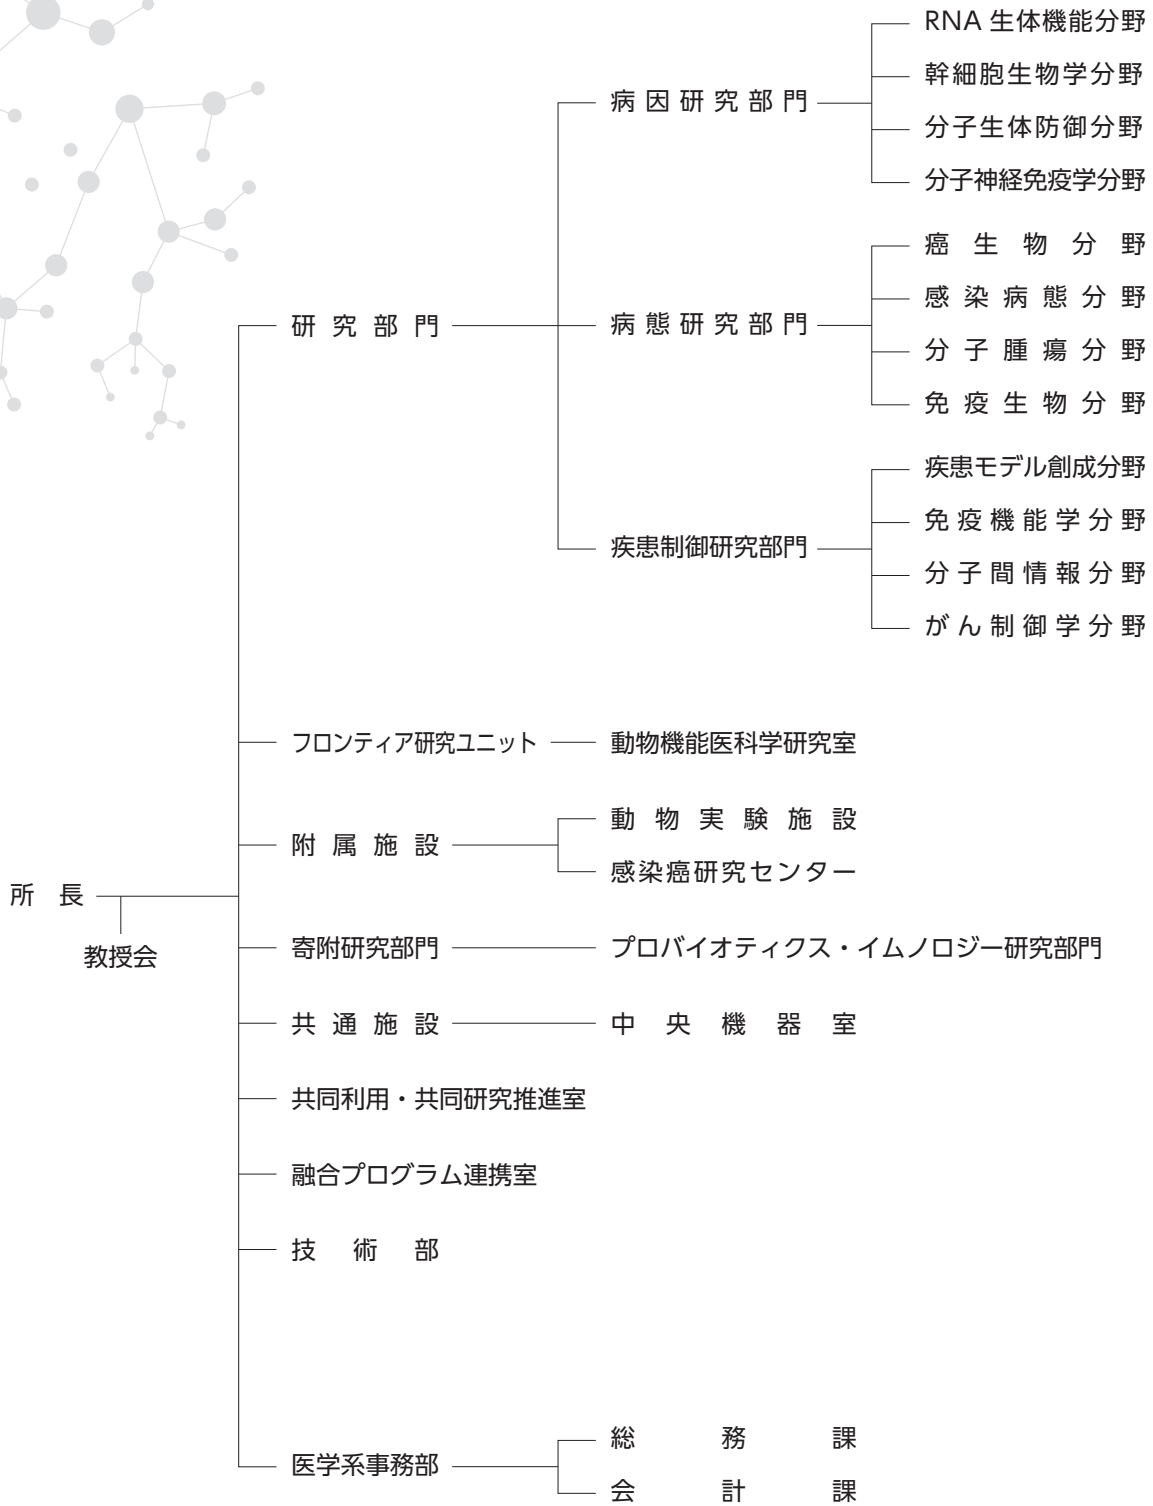 所長
教授会
研究部門
病因研究部門
RNA 生体機能分野
幹細胞生物学分野
分子生体防御分野
分子神経免疫学分野
病態研究部門
癌生物分野
感染病態分野
分子腫瘍分野
免疫生物分野
疾患制御研究部門
疾患モデル創成分野
免疫機能学分野
分子間情報分野
がん制御学分野
フロンティア研究ユニット
動物機能医科学研究室
附属施設
動物実験施設
感染癌研究センター
寄附研究部門
プロバイオティクス・イムノロジー研究部門
共通施設
中央機器室
共同利用・共同研究推進室
融合プログラム連携室
技術部
医学系事務部
総務課
会計課